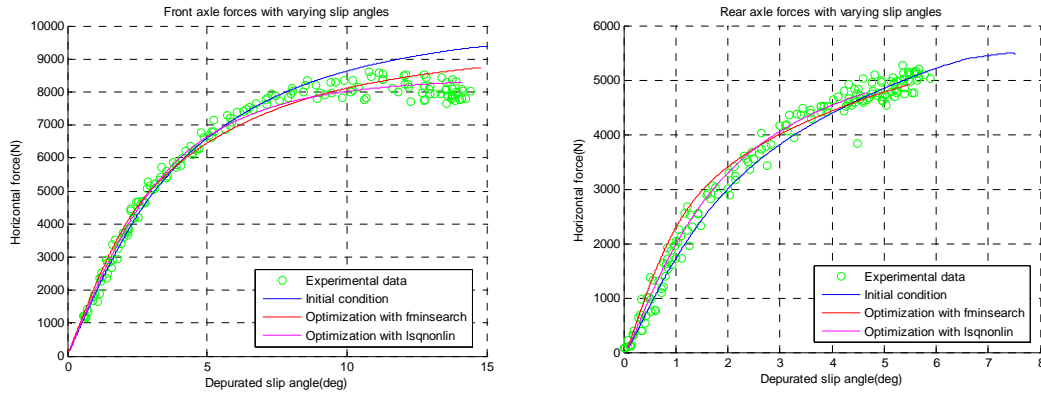 Front axle forces with varying slip angles
10000
9000
8000
7000
6000
5000
4000
3000
2000
1000
0
Horizontal force(N)
Experimental data
Initial condition
Optimization with fminsearch
Optimization with lsqnonlin
0 5 10 15
Depurated slip angle(deg)
Rear axle forces with varying slip angles
6000
5000
4000
3000
2000
1000
0
Horizontal force(N)
Experimental data
Initial condition
Optimization with fminsearch
Optimization with lsqnonlin
0 1 2 3 4 5 6 7 8
Depurated slip angle(deg)